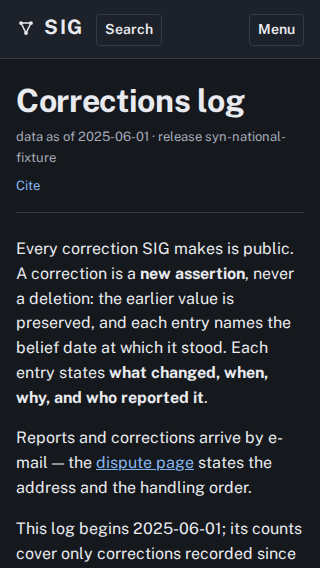 SIG Search Menu
Corrections log
data as of 2025-06-01 · release syn-national-
fixture
Cite
Every correction SIG makes is public.
A correction is a new assertion, never
a deletion: the earlier value is
preserved, and each entry names the
belief date at which it stood. Each
entry states what changed, when,
why, and who reported it.
Reports and corrections arrive by e-
mail — the dispute page states the
address and the handling order.
This log begins 2025-06-01; its counts
cover only corrections recorded since